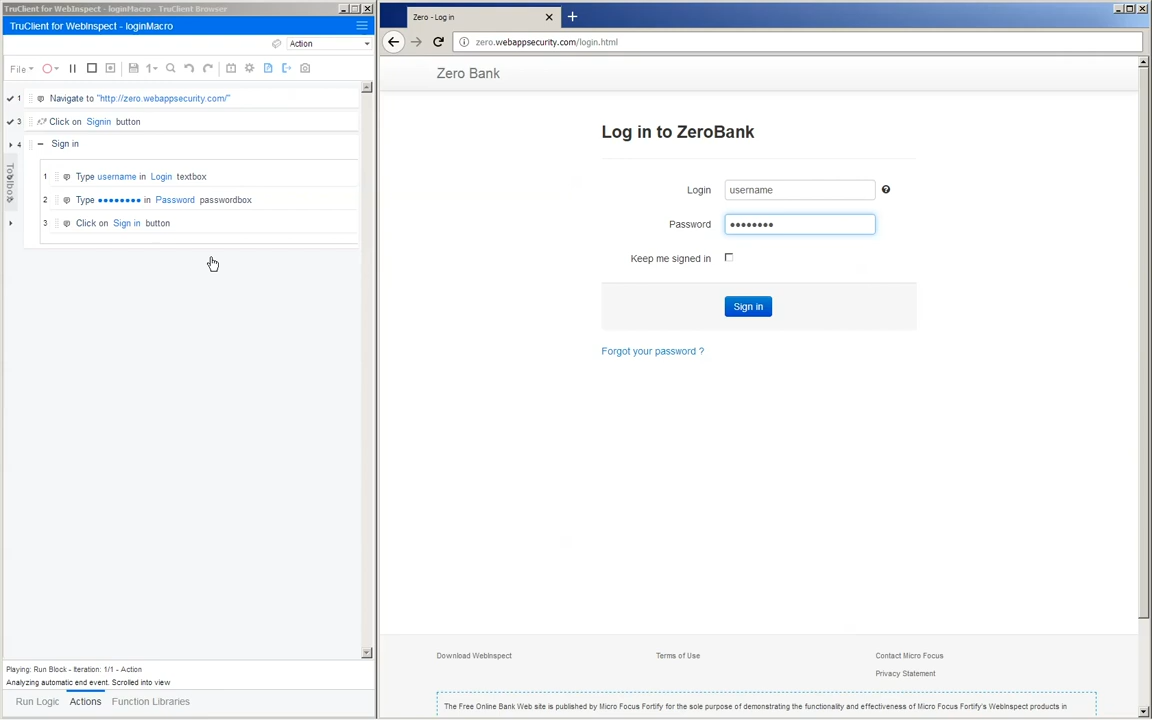 TruClient for WebInspect - loginMacro - TruClient Browser
TruClient for WebInspect - loginMacro
Action
File
1
1 Navigate to "http://zero.webappsecurity.com/"
3 Click on Signin button
4 Sign in
Toolbox
1 Type username in Login textbox
2 Type ●●●●●●●● in Password passwordbox
3 Click on Sign in button
Playing: Run Block - Iteration: 1/1 - Action
Analyzing automatic end event. Scrolled into view
Run Logic Actions Function Libraries
Zero - Log in
zero.webappsecurity.com/login.html
Zero Bank
Log in to ZeroBank
Login username
Password ●●●●●●●●
Keep me signed in
Sign in
Forgot your password ?
Download WebInspect Terms of Use Contact Micro Focus
Privacy Statement
The Free Online Bank Web site is published by Micro Focus Fortify for the sole purpose of demonstrating the functionality and effectiveness of Micro Focus Fortify's WebInspect products in